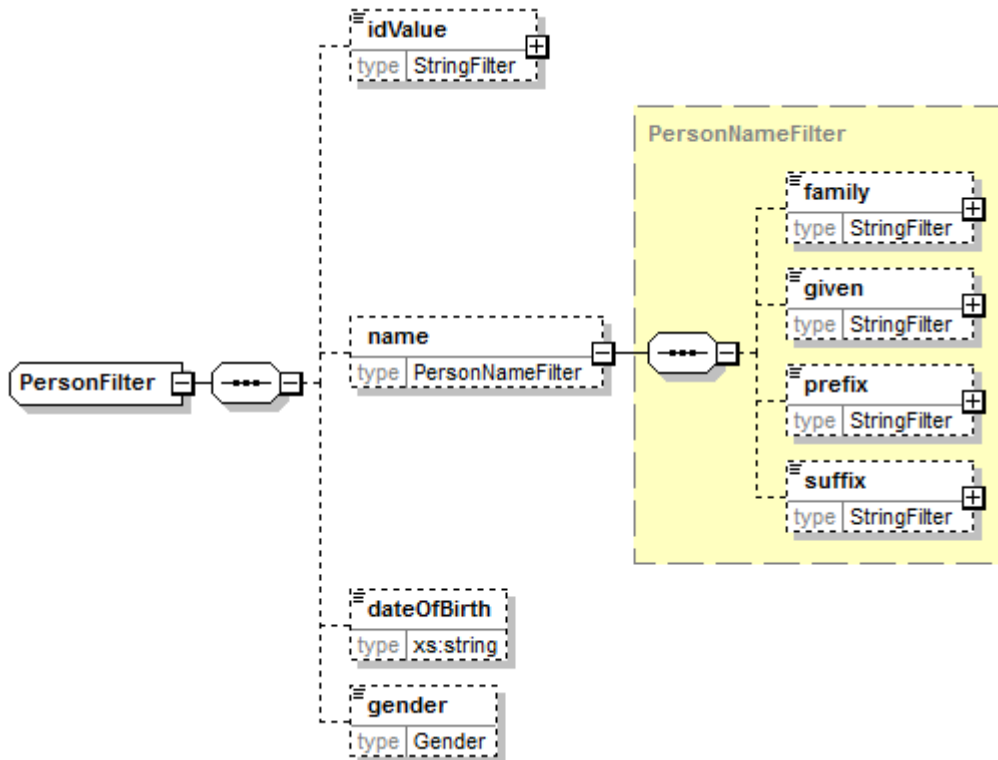 idValue
type StringFilter
PersonNameFilter
family
type StringFilter
given
type StringFilter
name
type PersonNameFilter
PersonFilter
prefix
type StringFilter
suffix
type StringFilter
dateOfBirth
type xs:string
gender
type Gender